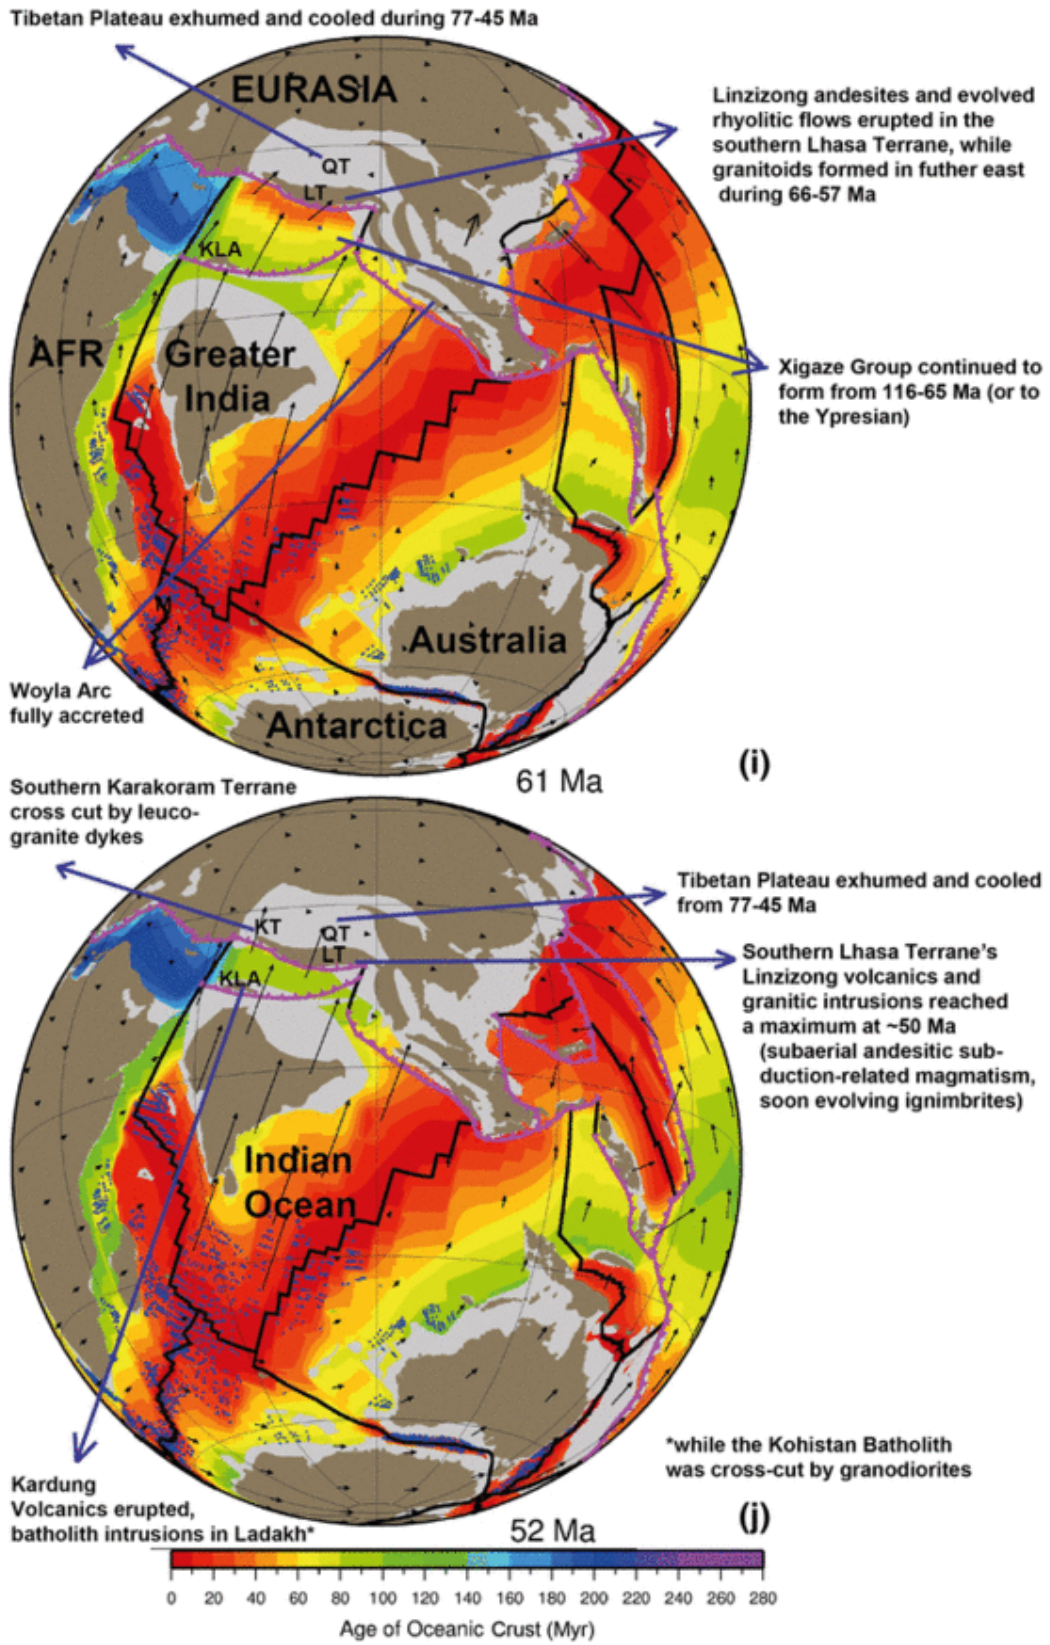 Tibetan Plateau exhumed and cooled during 77-45 Ma
EURASIA
Linzizong andesites and evolved
rhyolitic flows erupted in the
southern Lhasa Terrane, while
granitoids formed in futher east
during 66-57 Ma
QT
LT
KLA
AFR
Greater
India
Xigaze Group continued to
form from 116-65 Ma (or to
the Ypresian)
M
Australia
Woyla Arc
fully accreted
Antarctica
61 Ma
(i)
Southern Karakoram Terrane
cross cut by leuco-
granite dykes
Tibetan Plateau exhumed and cooled
from 77-45 Ma
KT
QT
LT
KLA
Southern Lhasa Terrane's
Linzizong volcanics and
granitic intrusions reached
a maximum at ~50 Ma
(subaerial andesitic sub-
duction-related magmatism,
soon evolving ignimbrites)
Indian
Ocean
*while the Kohistan Batholith
was cross-cut by granodiorites
Kardung
Volcanics erupted,
batholith intrusions in Ladakh*
52 Ma
(j)
0 20 40 60 80 100 120 140 160 180 200 220 240 260 280
Age of Oceanic Crust (Myr)